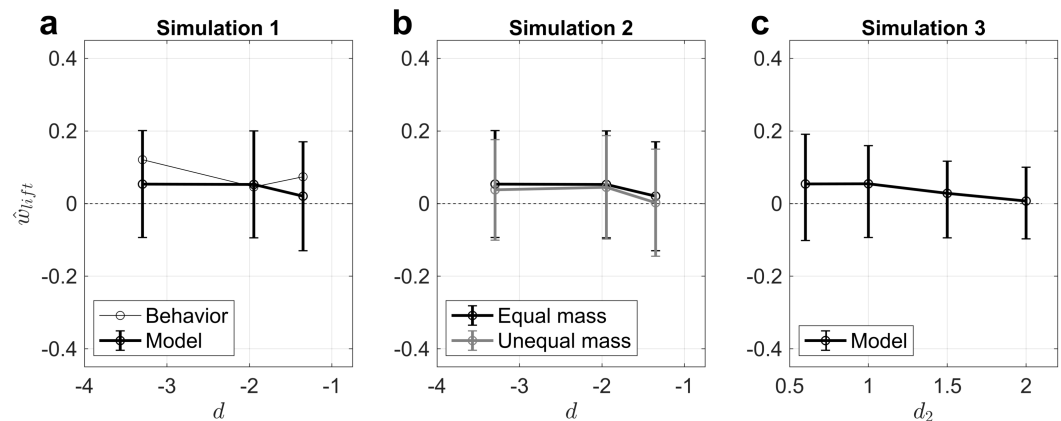 a
Simulation 1
0.4
0.2
0
-0.2
-0.4
ŵ_lift
-4
-3
-2
-1
d
Behavior
Model
b
Simulation 2
0.4
0.2
0
-0.2
-0.4
-4
-3
-2
-1
d
Equal mass
Unequal mass
c
Simulation 3
0.4
0.2
0
-0.2
-0.4
0.5
1
1.5
2
d₂
Model